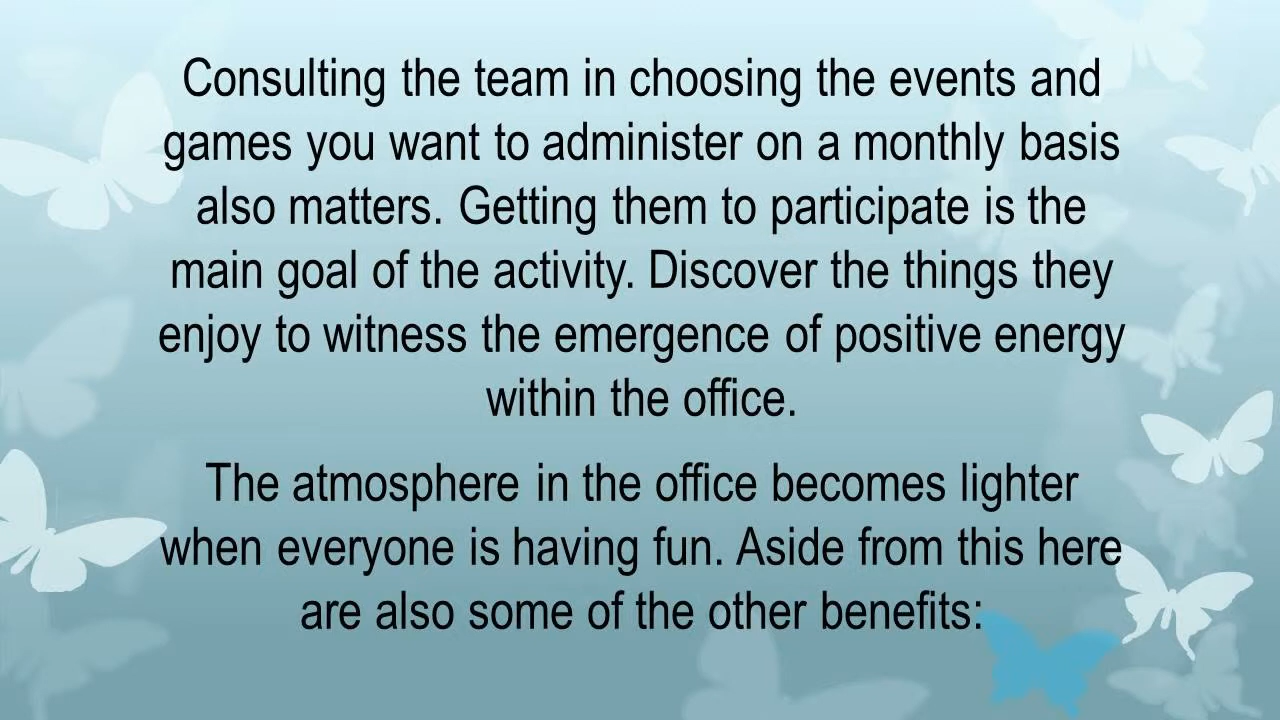 Consulting the team in choosing the events and
games you want to administer on a monthly basis
also matters. Getting them to participate is the
main goal of the activity. Discover the things they
enjoy to witness the emergence of positive energy
within the office.
The atmosphere in the office becomes lighter
when everyone is having fun. Aside from this here
are also some of the other benefits: